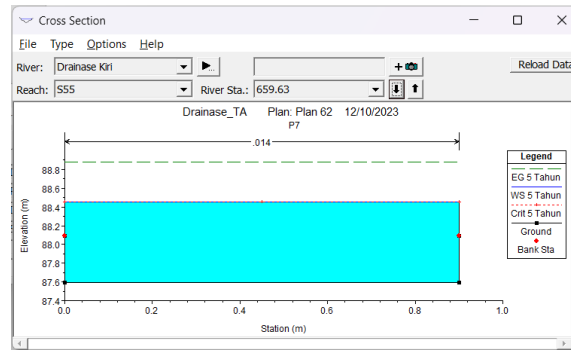 Cross Section
File Type Options Help
River: Drainase Kiri
Reload Data
Reach: S55 River Sta.: 659.63
Drainase_TA Plan: Plan 62 12/10/2023
P7
.014
Legend
EG 5 Tahun
WS 5 Tahun
Crit 5 Tahun
Ground
Bank Sta
Elevation (m)
88.8
88.6
88.4
88.2
88.0
87.8
87.6
87.4
0.0 0.2 0.4 0.6 0.8 1.0
Station (m)